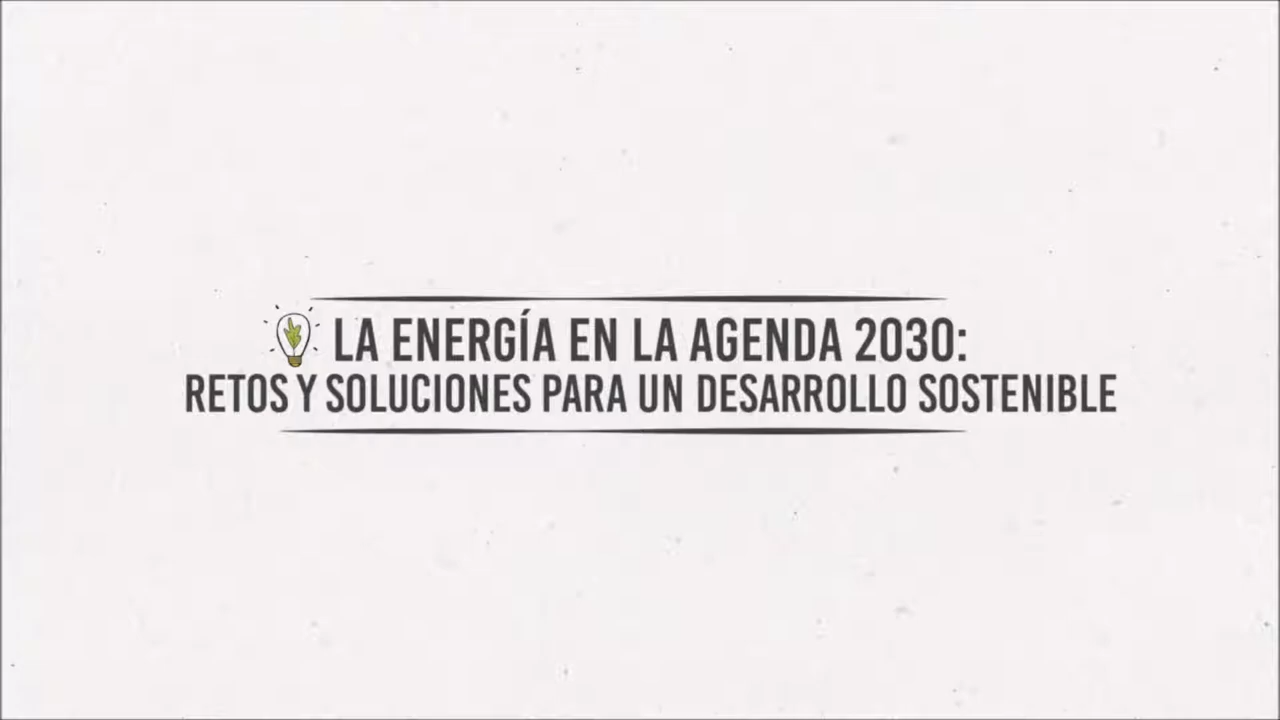 LA ENERGÍA EN LA AGENDA 2030:
RETOS Y SOLUCIONES PARA UN DESARROLLO SOSTENIBLE